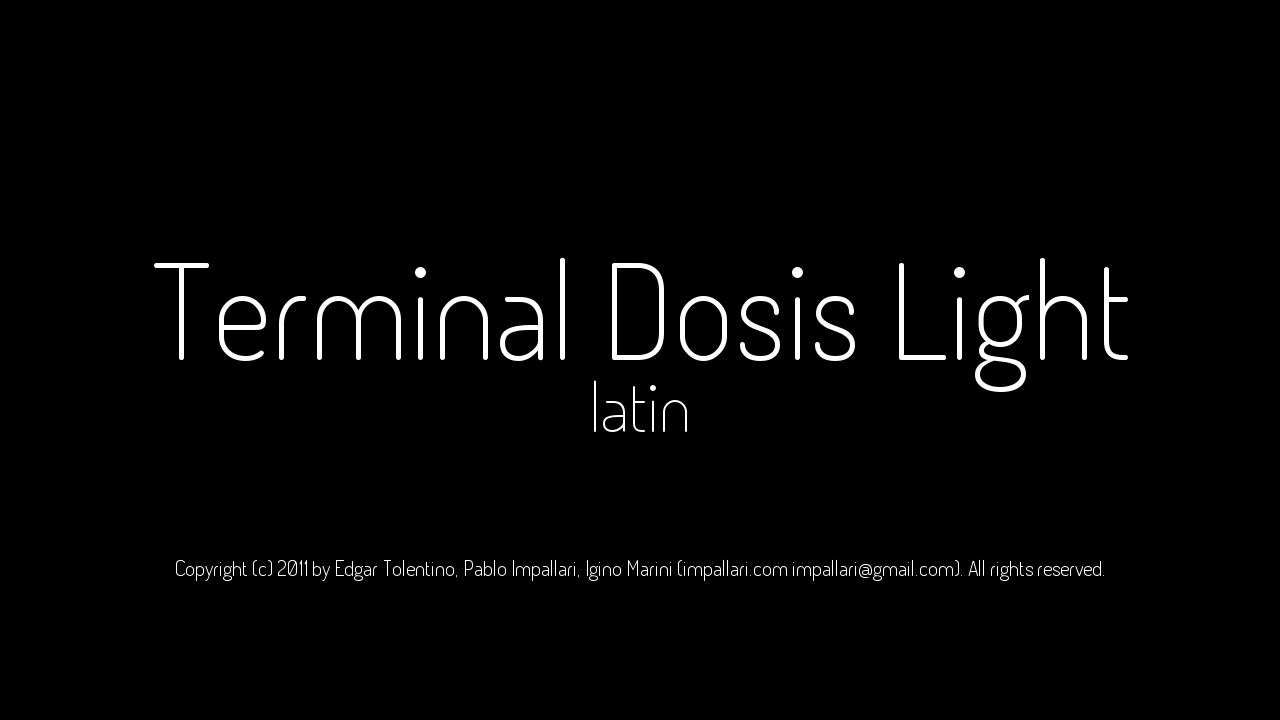 Terminal Dosis Light
latin
Copyright (c) 2011 by Edgar Tolentino, Pablo Impallari, Igino Marini (impallari.com impallari@gmail.com). All rights reserved.